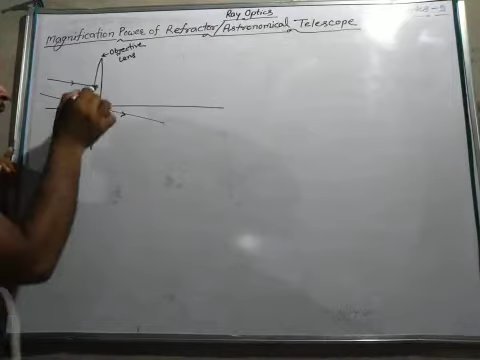 Ray Optics
Magnification Power of Refractor/Astronomical Telescope
Objective
Lens